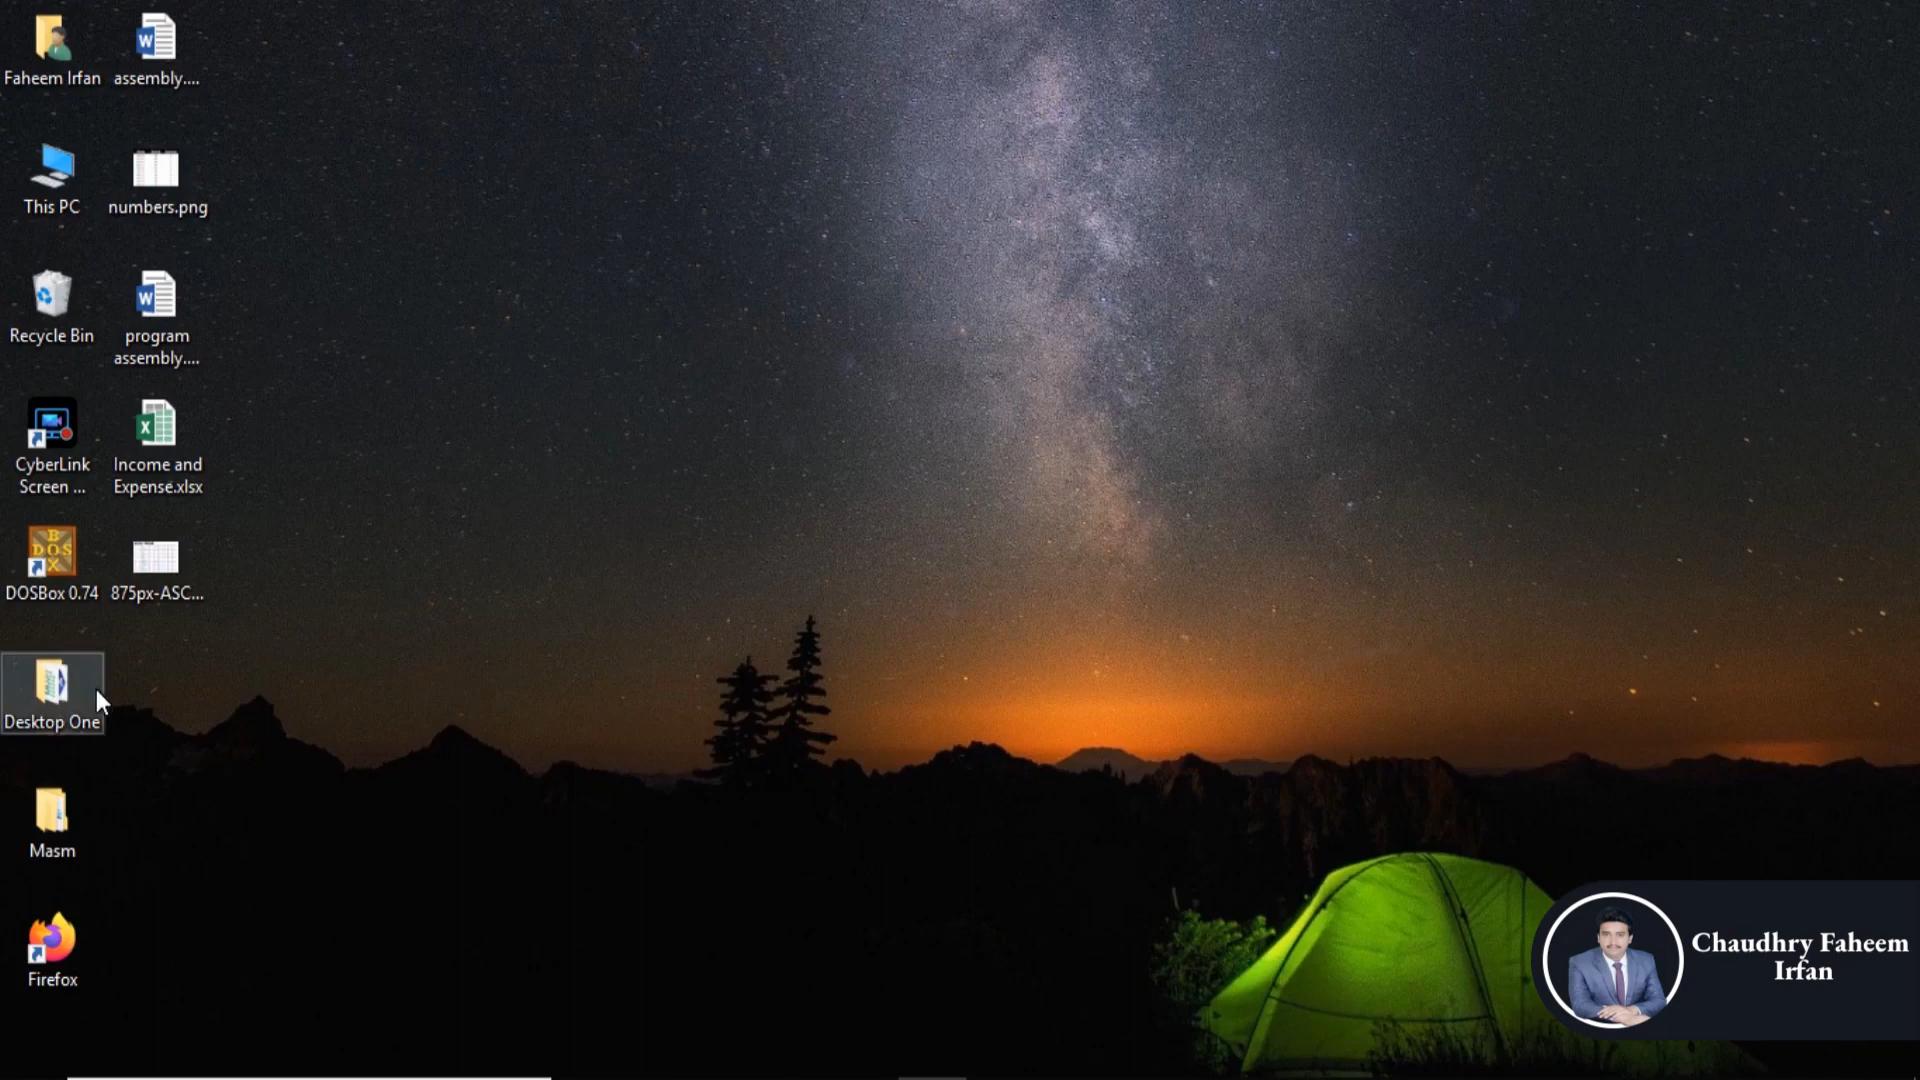 Faheem Irfan
assembly....
This PC
numbers.png
Recycle Bin
program
assembly....
CyberLink
Screen ...
Income and
Expense.xlsx
DOSBox 0.74
875px-ASC...
Desktop One
Masm
Firefox
Chaudhry Faheem
Irfan